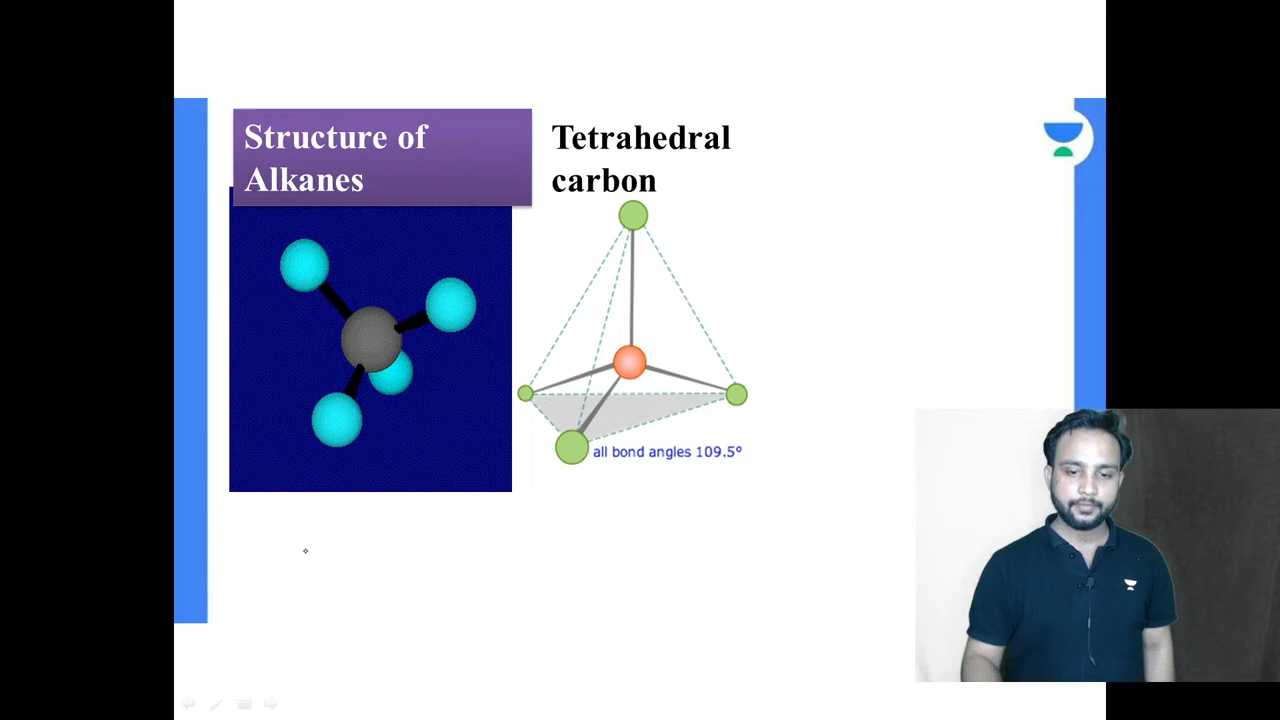 Structure of
Alkanes
Tetrahedral
carbon
all bond angles 109.5°